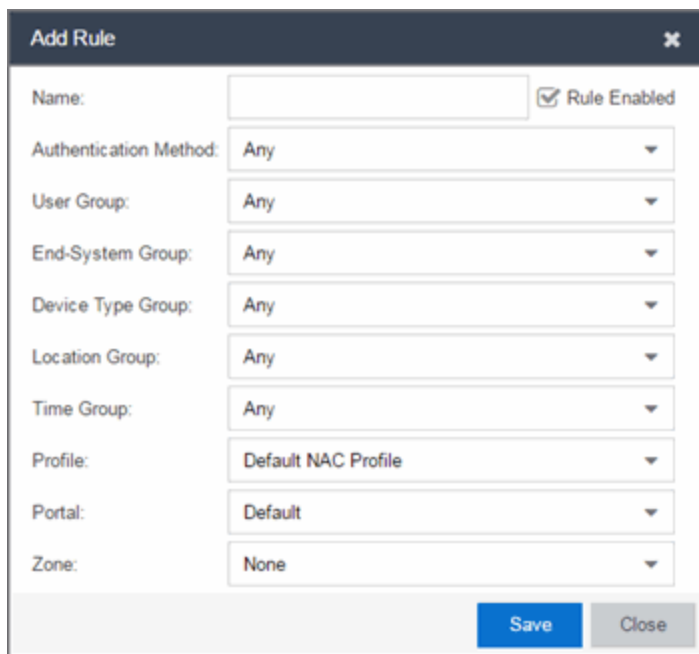 Add Rule
Name: Rule Enabled
Authentication Method: Any
User Group: Any
End-System Group: Any
Device Type Group: Any
Location Group: Any
Time Group: Any
Profile: Default NAC Profile
Portal: Default
Zone: None
Save Close